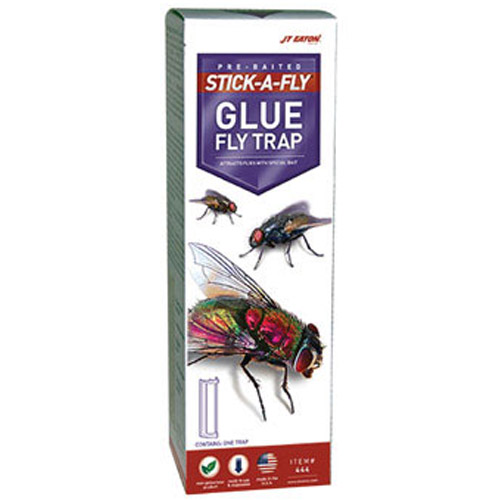 JT EATON
PRE-BAITED
STICK-A-FLY
GLUE
FLY TRAP
ATTRACTS FLIES WITH SPECIAL BAIT
CONTAINS: ONE TRAP
ITEM#
444